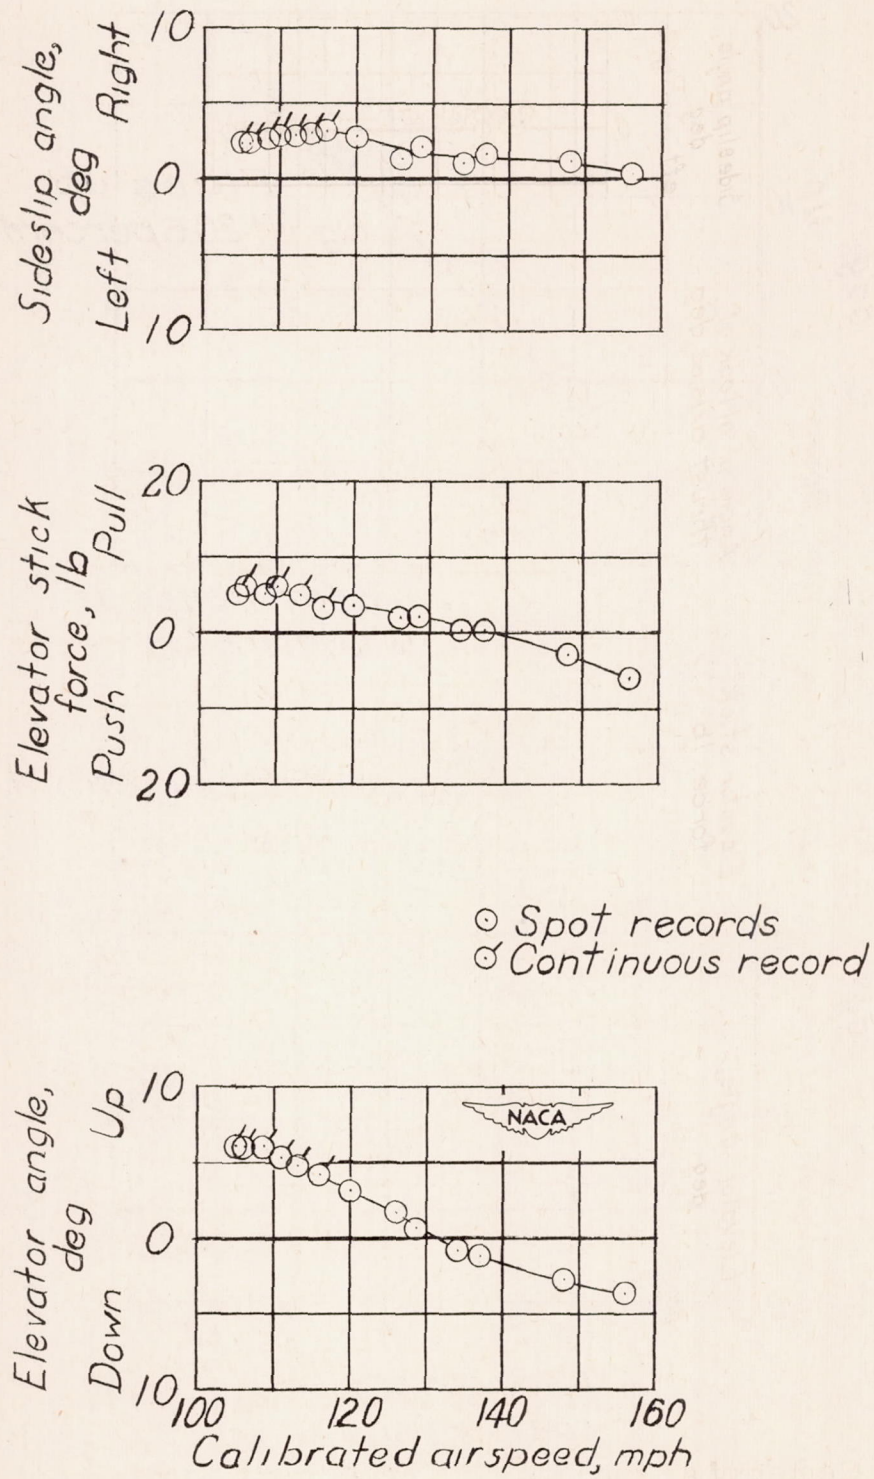 Sideslip angle,
deg
Left Right
10
0
10
Elevator stick
force, lb
Push Pull
20
0
20
Spot records
Continuous record
Elevator angle,
deg
Down Up
10
0
10
NACA
100 120 140 160
Calibrated airspeed, mph